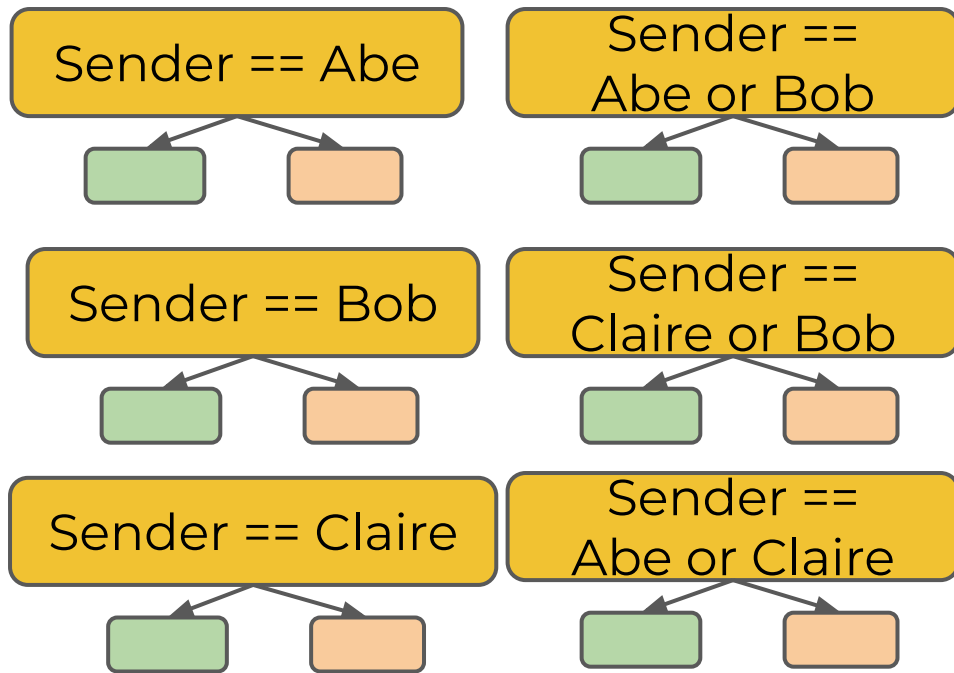 Sender == Abe
Sender ==
Abe or Bob
Sender == Bob
Sender ==
Claire or Bob
Sender == Claire
Sender ==
Abe or Claire